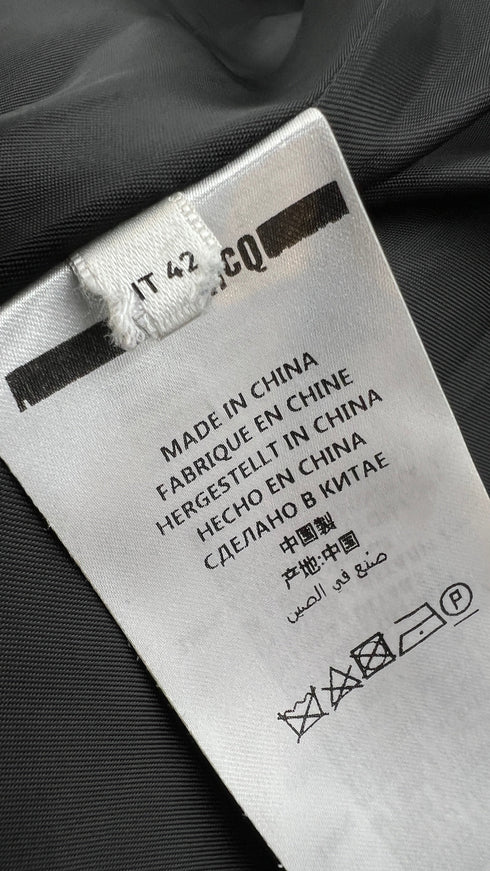 IT 42
CQ
MADE IN CHINA
FABRIQUE EN CHINE
HERGESTELLT IN CHINA
HECHO EN CHINA
СДЕЛАНО В КИТАЕ
中國製
产地:中国
صنع في الصين
P